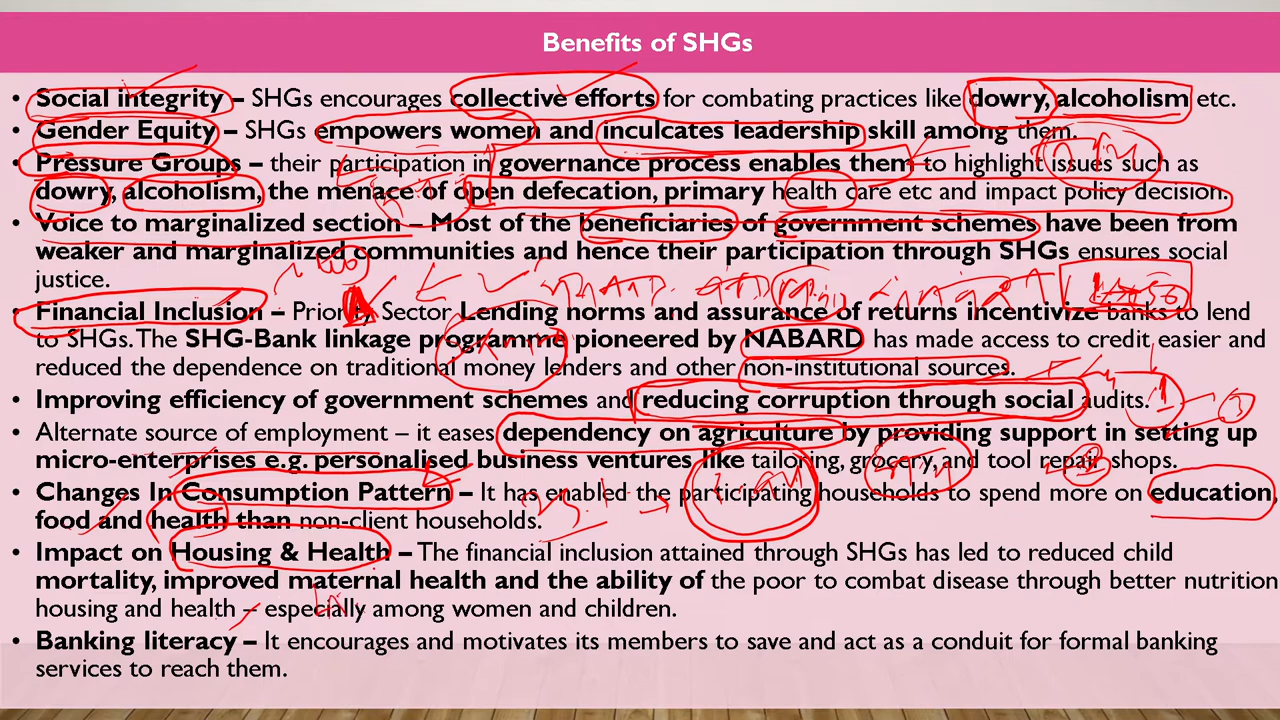 Benefits of SHGs
• Social integrity – SHGs encourages collective efforts for combating practices like dowry, alcoholism etc.
• Gender Equity – SHGs empowers women and inculcates leadership skill among them.
• Pressure Groups – their participation in governance process enables them to highlight issues such as
dowry, alcoholism, the menace of open defecation, primary health care etc and impact policy decision.
• Voice to marginalized section – Most of the beneficiaries of government schemes have been from
weaker and marginalized communities and hence their participation through SHGs ensures social
justice.
• Financial Inclusion – Priority Sector Lending norms and assurance of returns incentivize banks to lend
to SHGs. The SHG-Bank linkage programme pioneered by NABARD has made access to credit easier and
reduced the dependence on traditional money lenders and other non-institutional sources.
• Improving efficiency of government schemes and reducing corruption through social audits.
• Alternate source of employment – it eases dependency on agriculture by providing support in setting up
micro-enterprises e.g. personalised business ventures like tailoring, grocery, and tool repair shops.
• Changes In Consumption Pattern – It has enabled the participating households to spend more on education,
food and health than non-client households.
• Impact on Housing & Health – The financial inclusion attained through SHGs has led to reduced child
mortality, improved maternal health and the ability of the poor to combat disease through better nutrition
housing and health – especially among women and children.
• Banking literacy – It encourages and motivates its members to save and act as a conduit for formal banking
services to reach them.